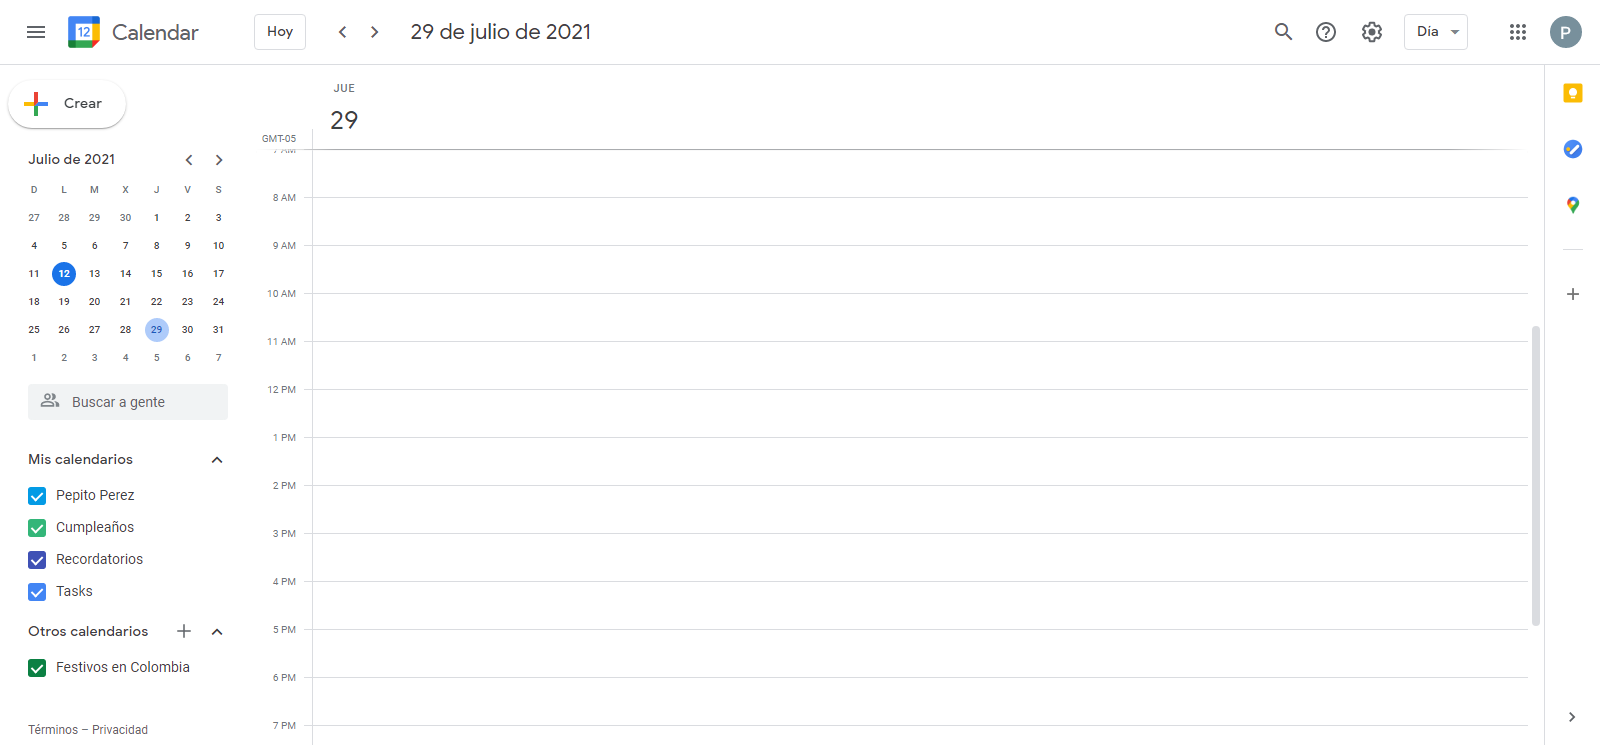 12 Calendar Hoy 29 de julio de 2021 Día P
Crear
JUE
29
GMT-05
Julio de 2021
D L M X J V S
27 28 29 30 1 2 3
4 5 6 7 8 9 10
11 12 13 14 15 16 17
18 19 20 21 22 23 24
25 26 27 28 29 30 31
1 2 3 4 5 6 7
Buscar a gente
Mis calendarios
Pepito Perez
Cumpleaños
Recordatorios
Tasks
Otros calendarios
Festivos en Colombia
Términos – Privacidad
7 AM
8 AM
9 AM
10 AM
11 AM
12 PM
1 PM
2 PM
3 PM
4 PM
5 PM
6 PM
7 PM